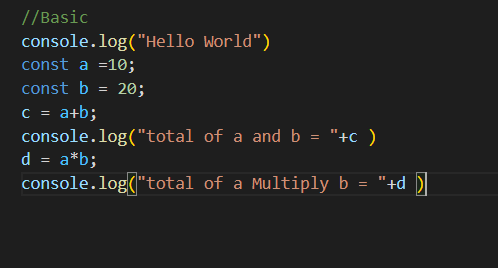 //Basic
console.log("Hello World")
const a =10;
const b = 20;
c = a+b;
console.log("total of a and b = "+c )
d = a*b;
console.log("total of a Multiply b = "+d )